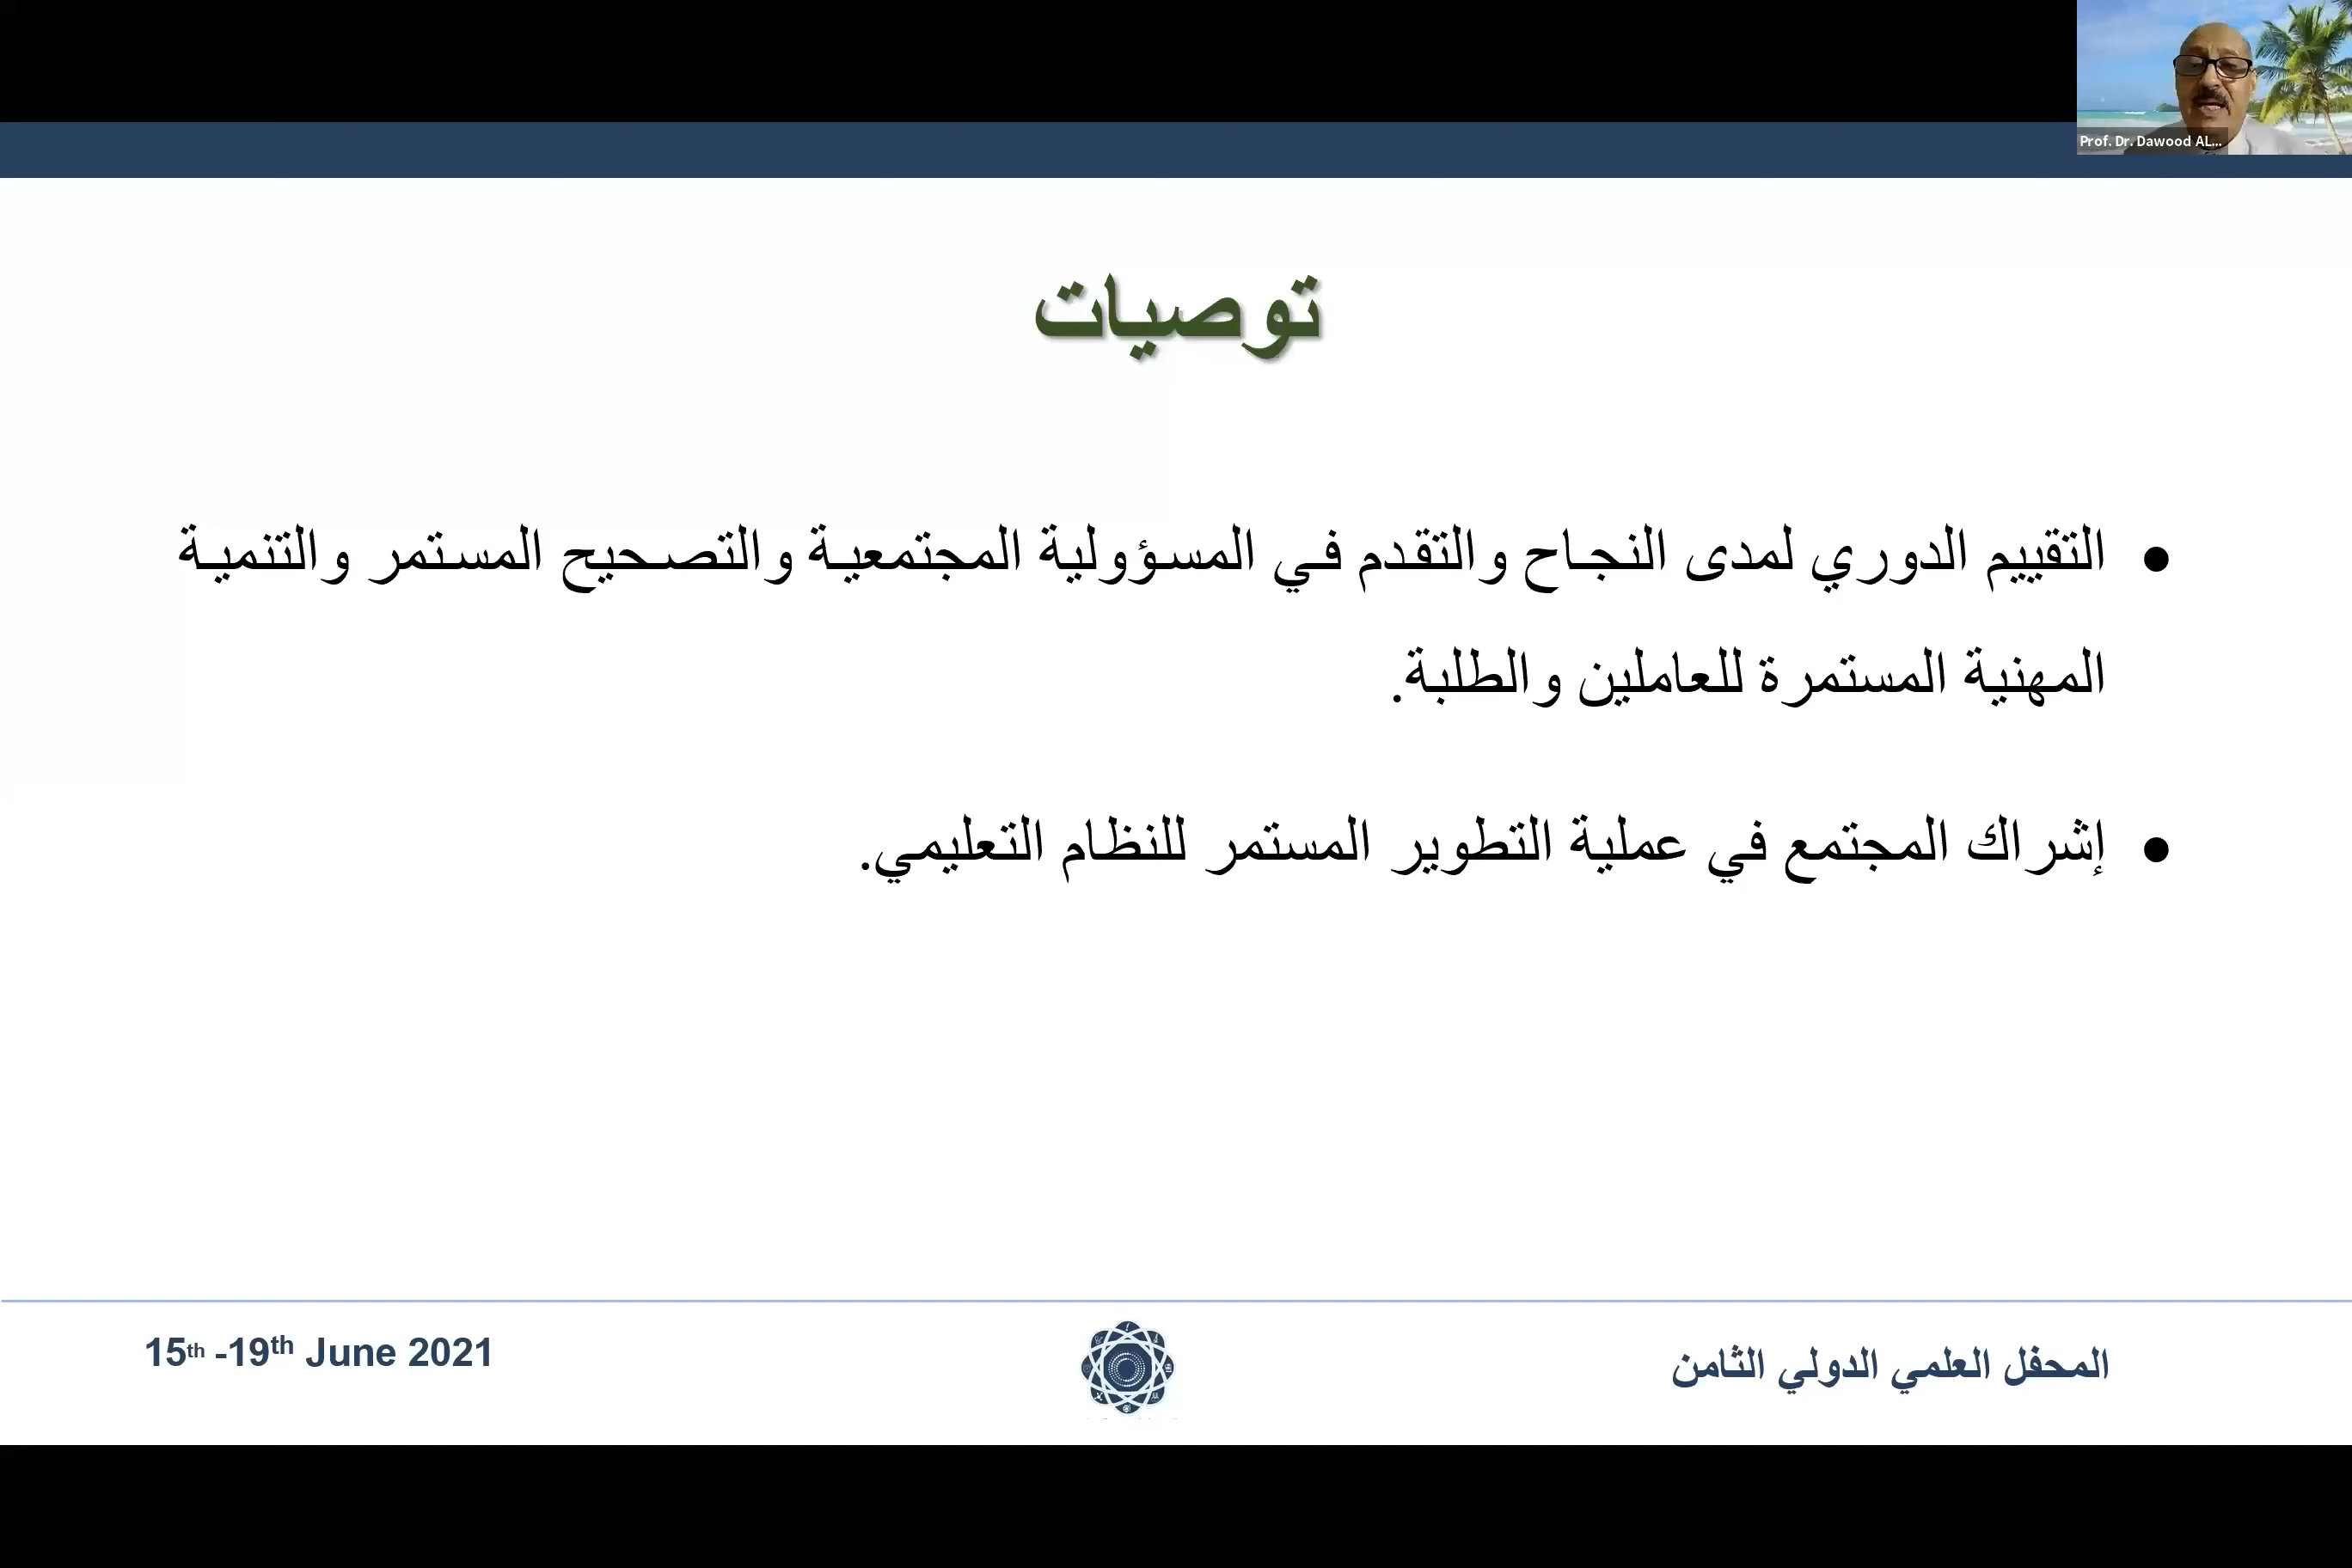 Prof. Dr. Dawood AL...
توصيات
• التقييم الدوري لمدى النجاح والتقدم في المسؤولية المجتمعية والتصحيح المستمر والتنمية
المهنية المستمرة للعاملين والطلبة.
• إشراك المجتمع في عملية التطوير المستمر للنظام التعليمي.
15th -19th June 2021
المحفل العلمي الدولي الثامن